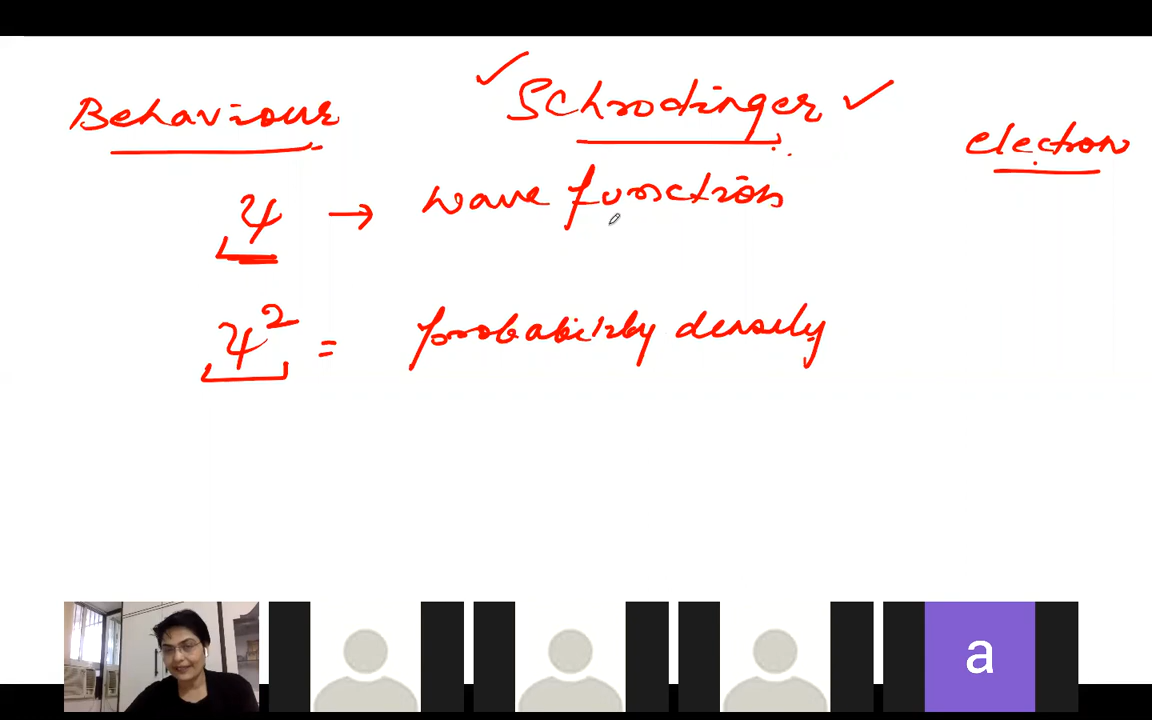 Behaviour
Schrodinger
electron
ψ → wave function
ψ² = probability density
a